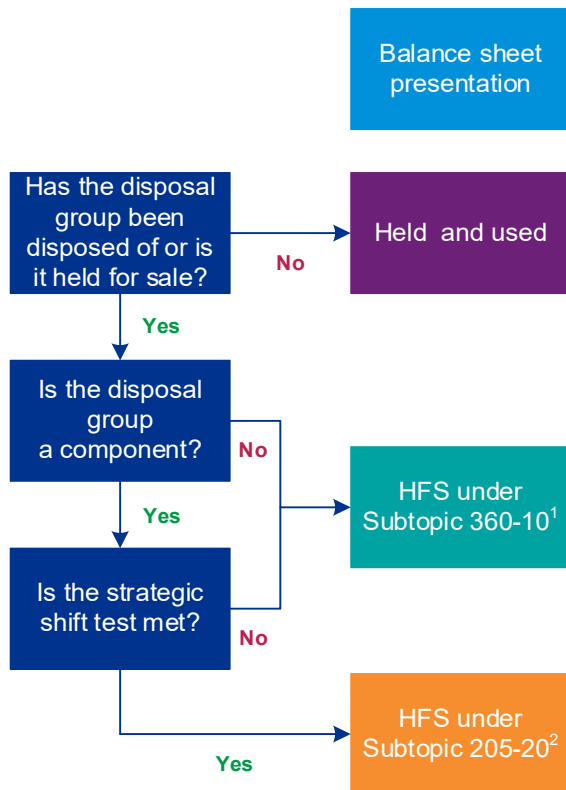 Balance sheet
presentation
Has the disposal
group been
disposed of or is
it held for sale?
Held and used
No
Yes
Is the disposal
group
a component?
No
HFS under
Subtopic 360-10¹
Yes
Is the strategic
shift test met?
No
HFS under
Subtopic 205-20²
Yes